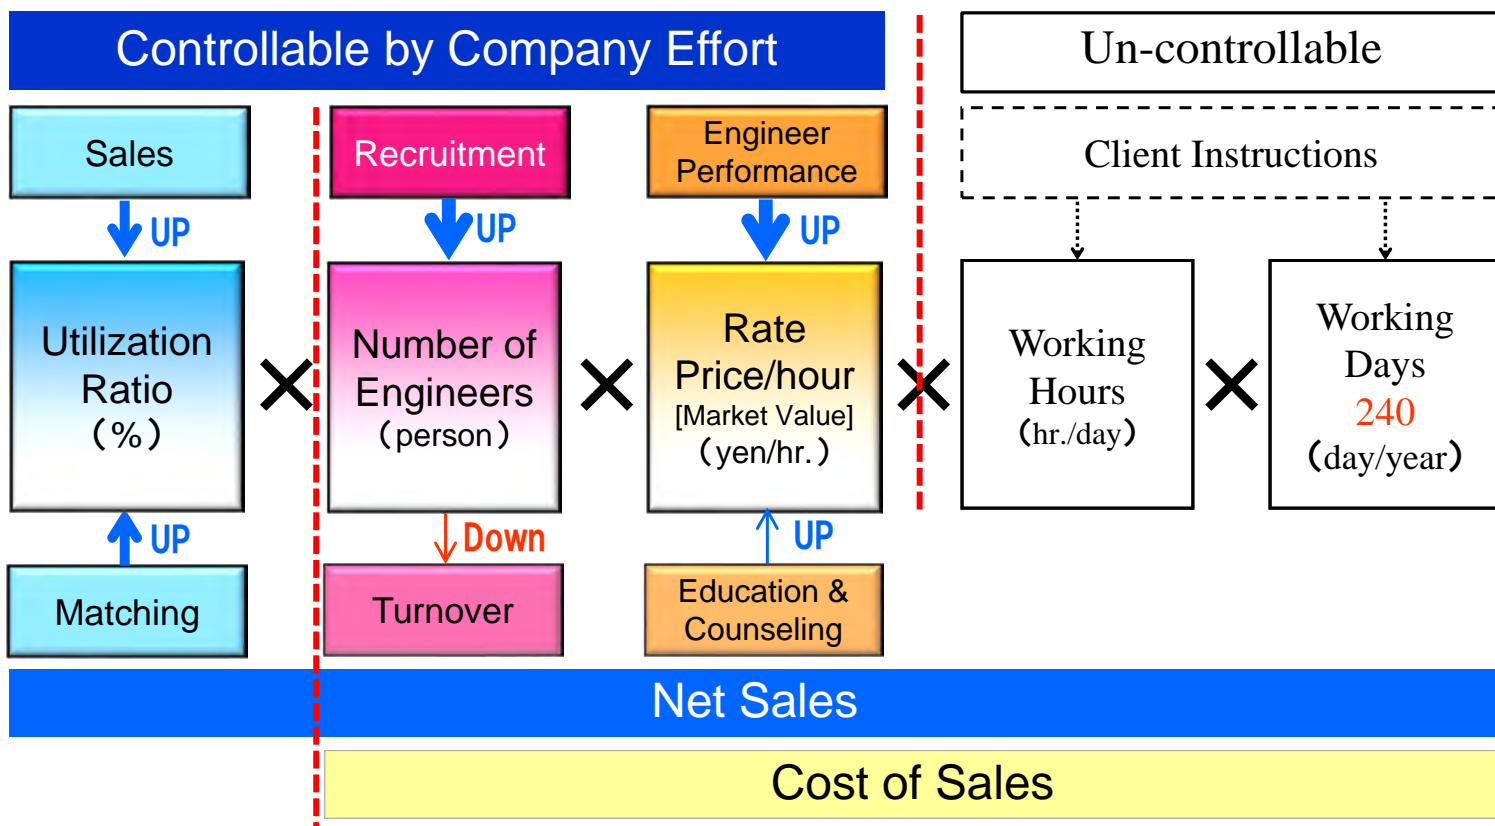 Controllable by Company Effort
Un-controllable
Sales
Recruitment
Engineer
Performance
Client Instructions
UP
UP
UP
Utilization
Ratio
(%)
×
Number of
Engineers
(person)
×
Rate
Price/hour
[Market Value]
(yen/hr.)
×
Working
Hours
(hr./day)
×
Working
Days
240
(day/year)
UP
Down
UP
Matching
Turnover
Education &
Counseling
Net Sales
Cost of Sales